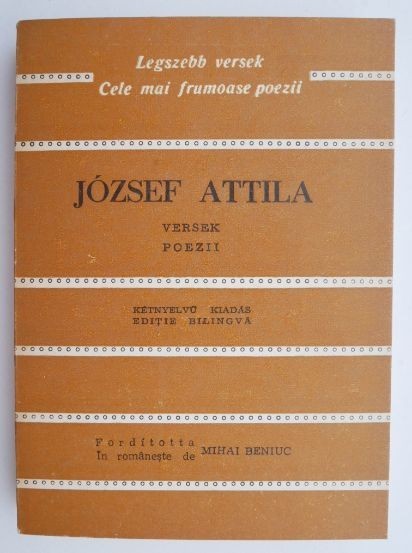 Legszebb versek
Cele mai frumoase poezii
JÓZSEF ATTILA
VERSEK
POEZII
KÉTNYELVŰ KIADÁS
EDIȚIE BILINGVĂ
Fordította
În românește de MIHAI BENIUC